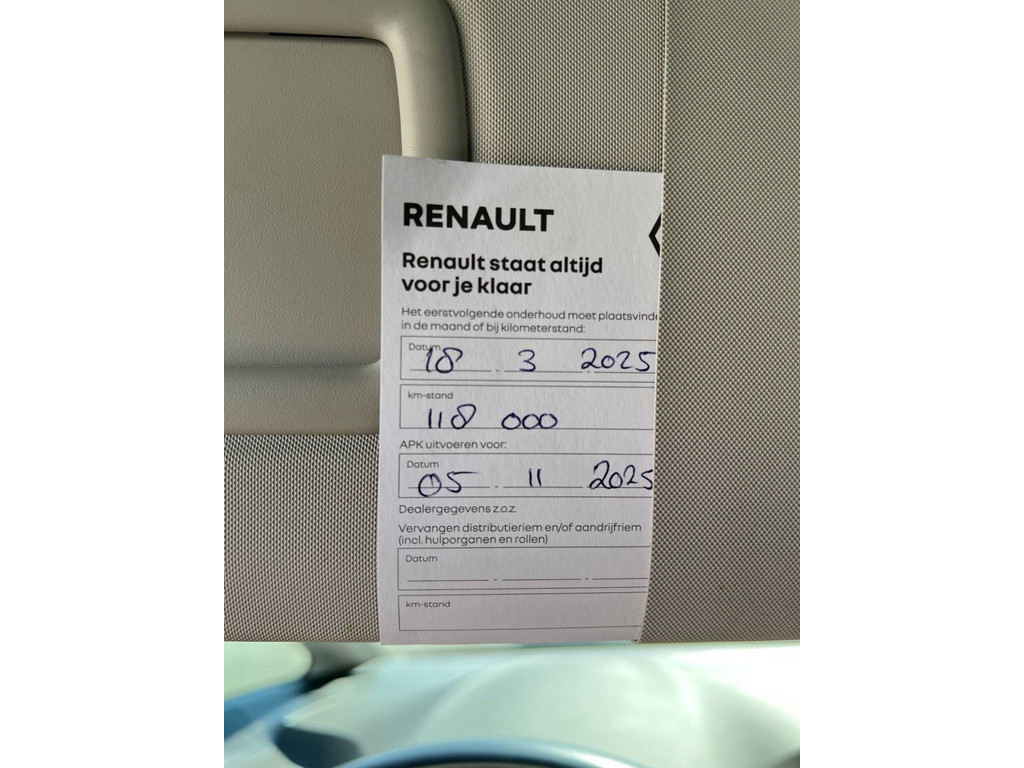 RENAULT
Renault staat altijd
voor je klaar
Het eerstvolgende onderhoud moet plaatsvinde
in de maand of bij kilometerstand:
Datum
18 3 2025
km-stand
118 000
APK uitvoeren voor:
Datum
05 11 2025
Dealergegevens z.o.z.
Vervangen distributieriem en/of aandrijfriem
(incl. hulporganen en rollen)
Datum
km-stand